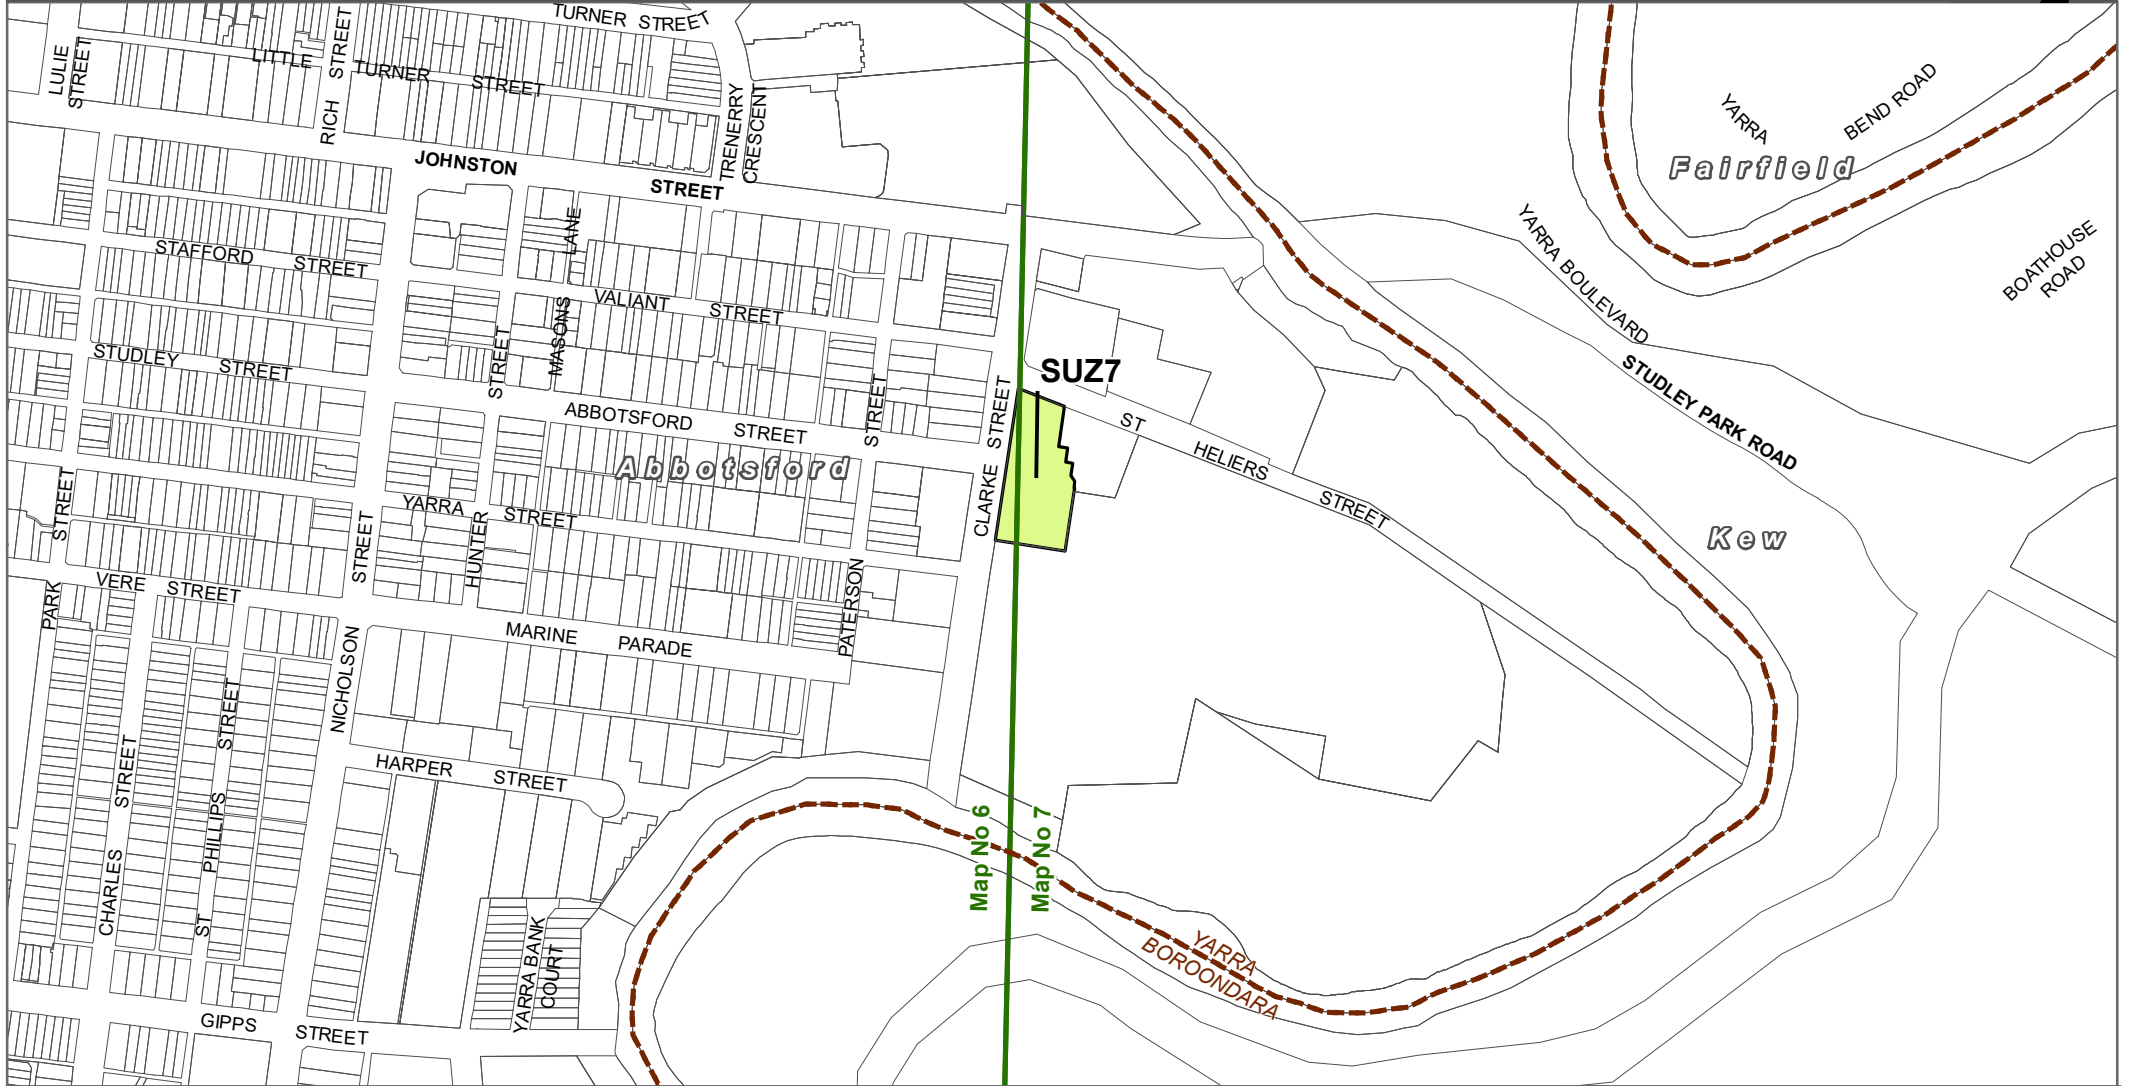 TURNER STREET
LULIE
STREET
LITTLE
TURNER
STREET
RICH
STREET
TRENERRY
CRESCENT
JOHNSTON
STREET
YARRA
BEND ROAD
Fairfield
BOATHOUSE
ROAD
YARRA BOULEVARD
STUDLEY PARK ROAD
STAFFORD
STREET
MASONS
LANE
VALIANT
STREET
STUDLEY
STREET
STREET
SUZ7
ABBOTSFORD
STREET
STREET
CLARKE
STREET
ST
HELIERS
STREET
Abbotsford
YARRA
STREET
Kew
STREET
PARK
STREET
NICHOLSON
HUNTER
PATERSON
VERE
STREET
MARINE
PARADE
HARPER
STREET
CHARLES
STREET
ST
PHILLIPS
STREET
Map No 6
Map No 7
YARRA BANK
COURT
YARRA
BOROONDARA
GIPPS
STREET